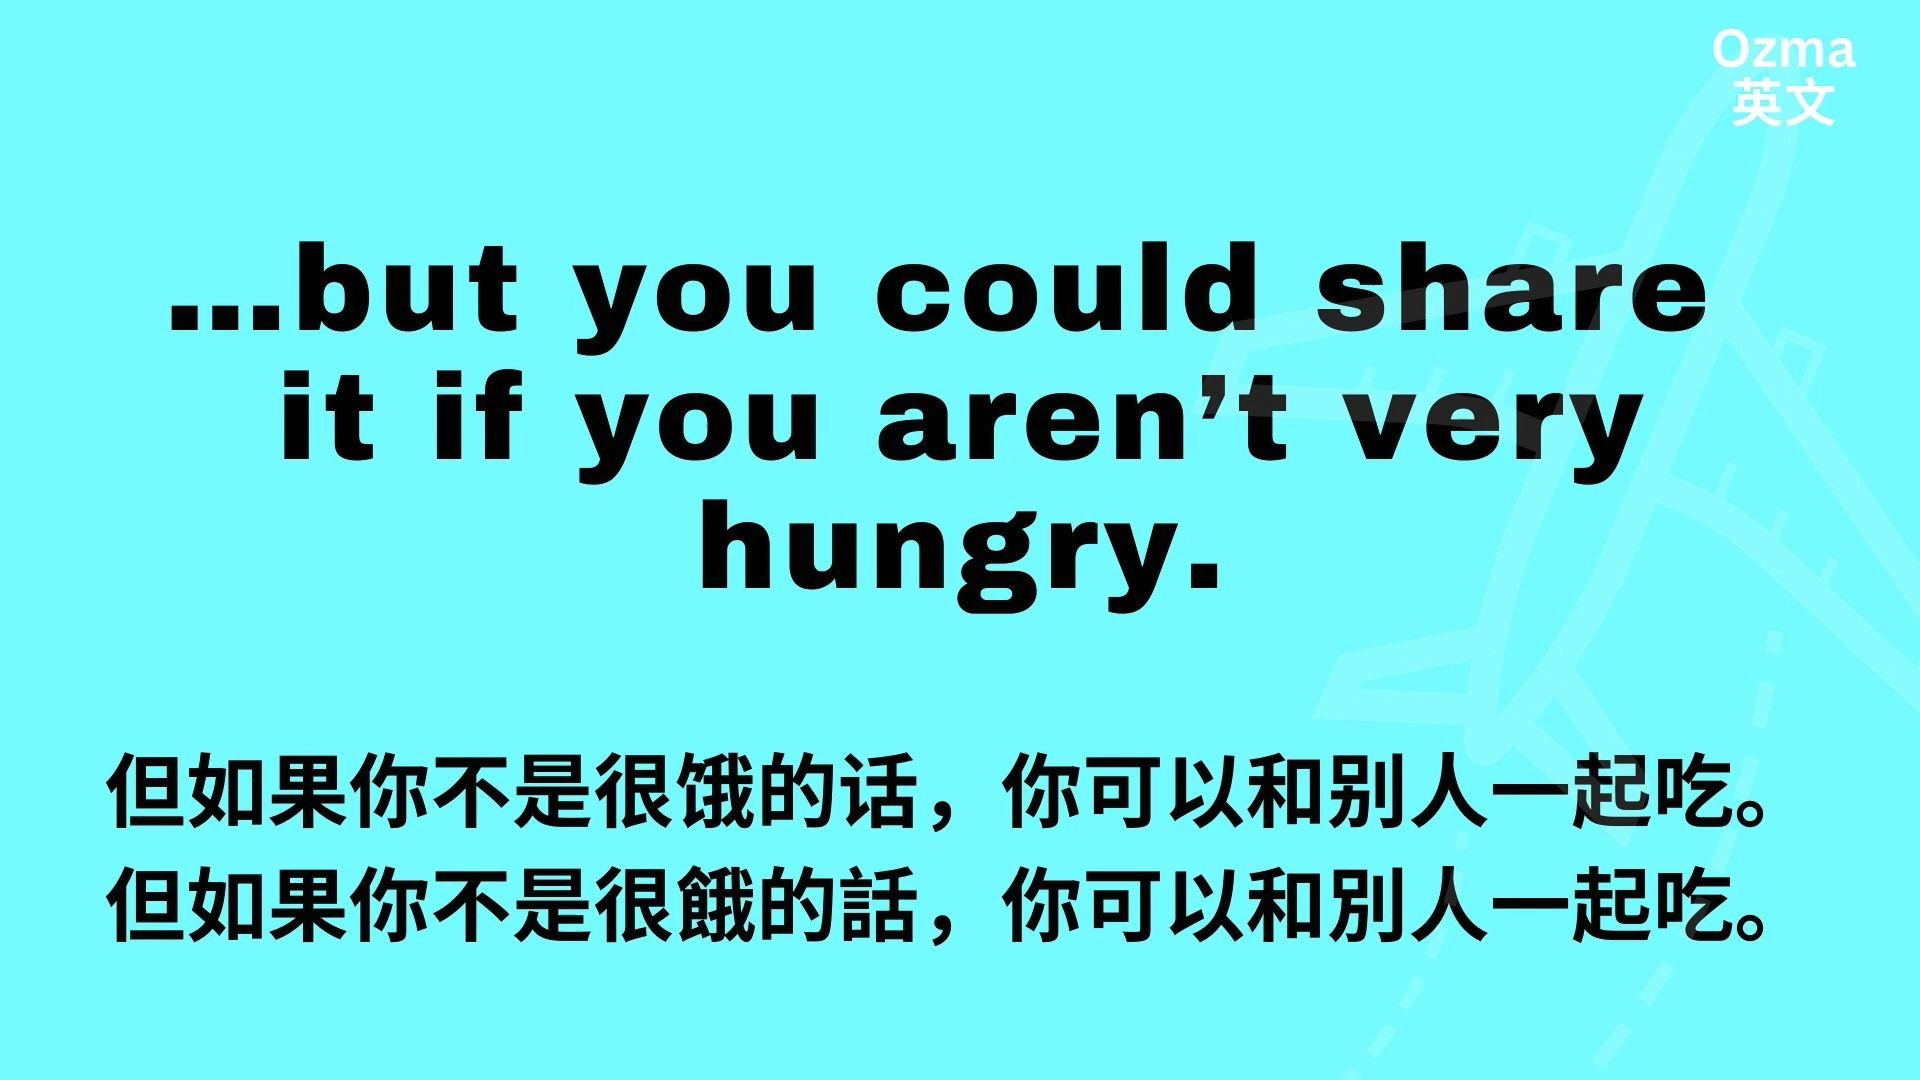 Ozma
英文
...but you could share
it if you aren’t very
hungry.
但如果你不是很饿的话，你可以和别人一起吃。
但如果你不是很餓的話，你可以和別人一起吃。